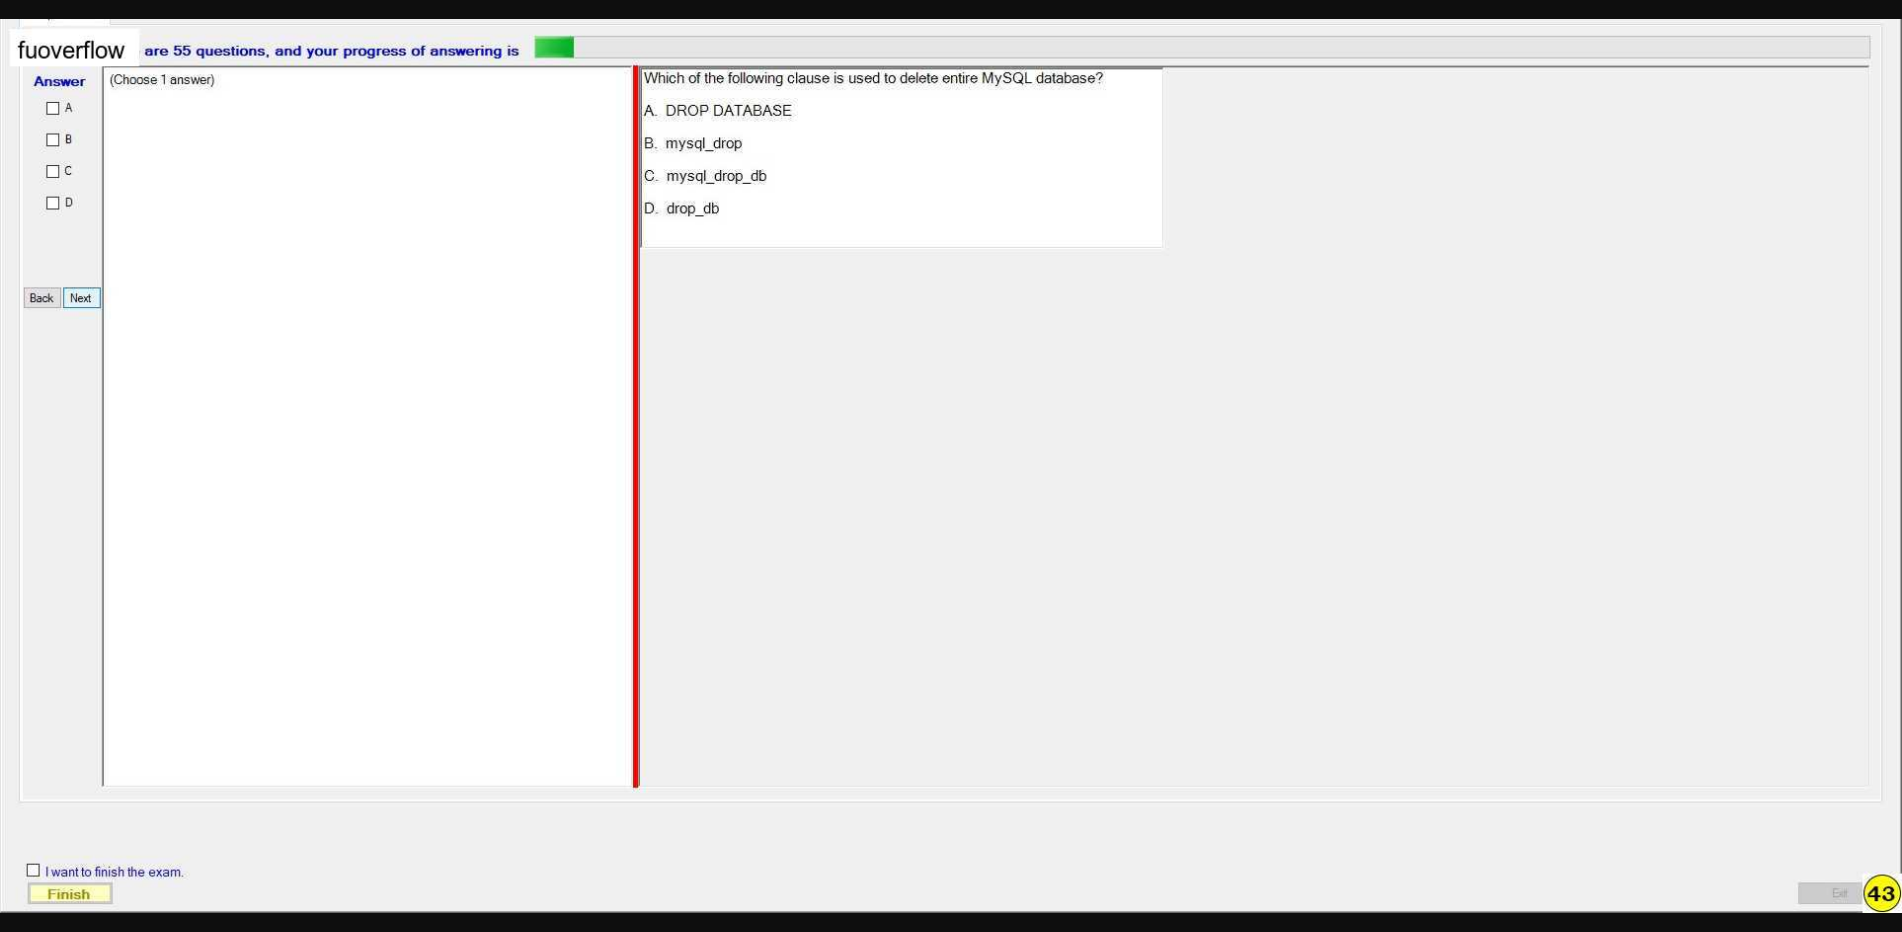 fuoverflow are 55 questions, and your progress of answering is
Answer
(Choose 1 answer)
A
B
C
D
Back Next
Which of the following clause is used to delete entire MySQL database?
A. DROP DATABASE
B. mysql_drop
C. mysql_drop_db
D. drop_db
I want to finish the exam.
Finish
Exit
43